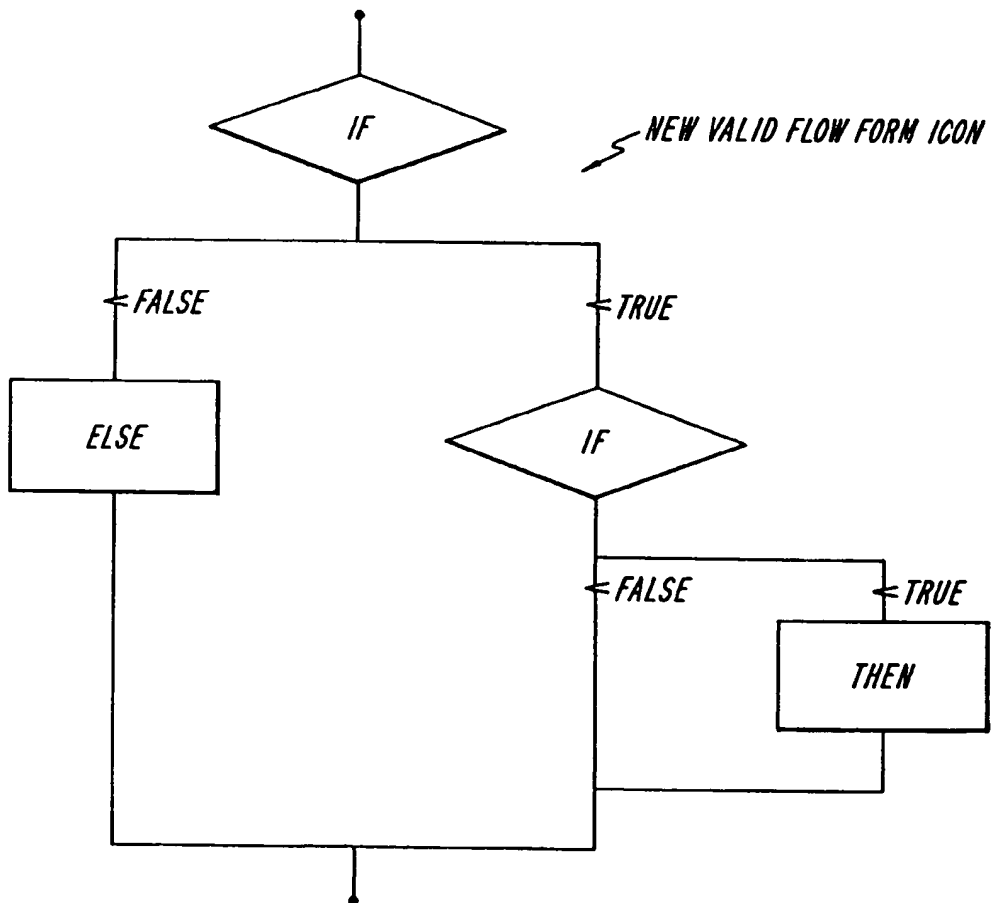 IF
NEW VALID FLOW FORM ICON
FALSE
TRUE
ELSE
IF
FALSE
TRUE
THEN